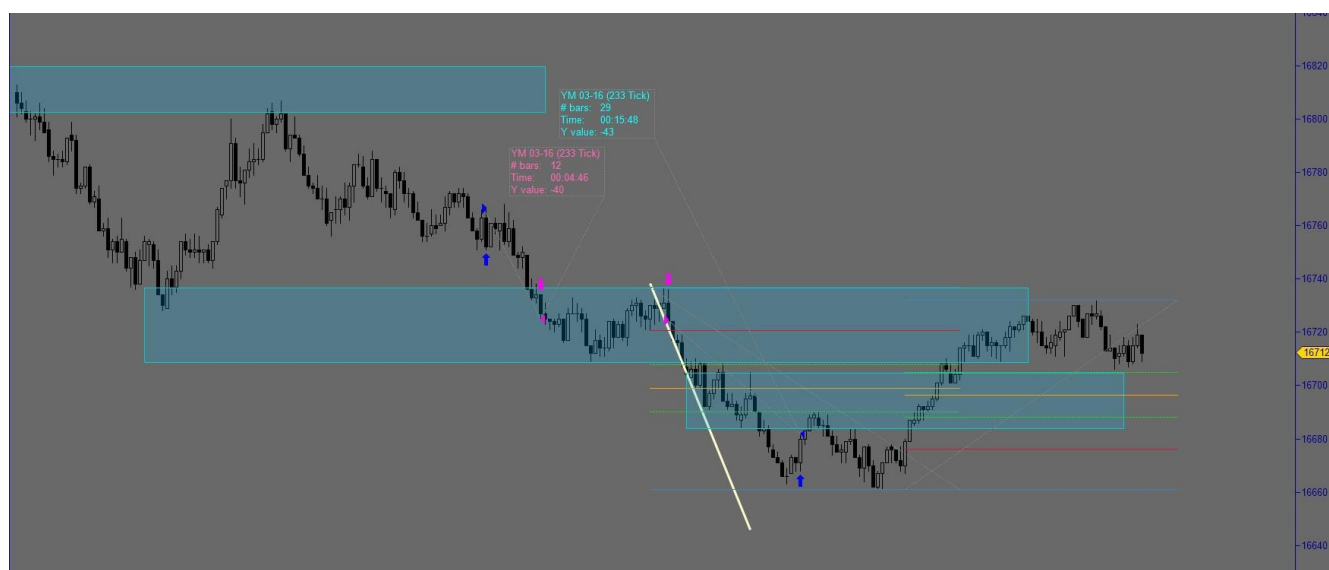 16840
16820
YM 03-16 (233 Tick)
# bars: 29
Time: 00:15:48
Y value: -43
16800
YM 03-16 (233 Tick)
# bars: 12
Time: 00:04:46
Y value: -40
16780
16760
16740
16720
16712
16700
16680
16660
16640